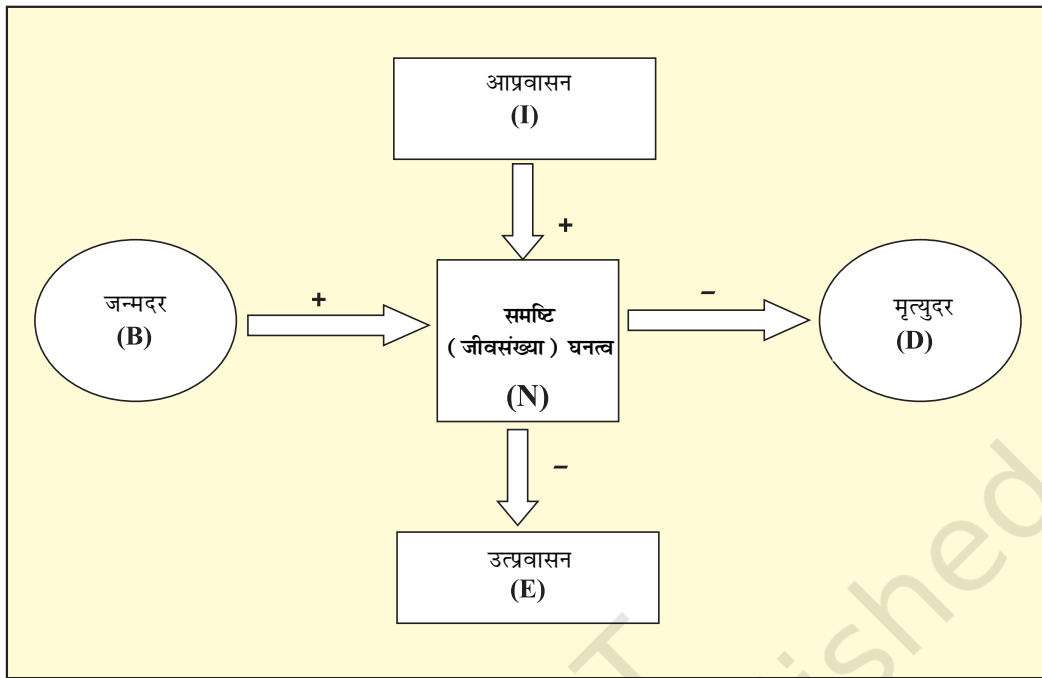 आप्रवासन
(I)
+
जन्मदर
(B)
+
समष्टि
(जीवसंख्या) घनत्व
(N)
–
मृत्युदर
(D)
–
उत्प्रवासन
(E)